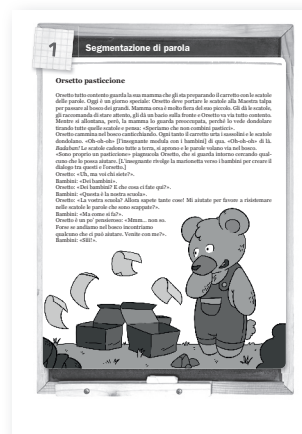 1
Segmentazione di parola
Orsetto pasticcione
Orsetto tutto contento guarda la sua mamma che gli sta preparando il carretto con le scatole
delle parole. Oggi è un giorno speciale: Orsetto deve portare le scatole alla Maestra talpa
per passare al bosco dei grandi. Mamma orsa è molto fiera del suo piccolo. Gli dà le scatole,
gli raccomanda di stare attento, gli dà un bacio sulla fronte e Orsetto va via tutto contento.
Mentre si allontana, però, la mamma lo guarda preoccupata, perché lo vede dondolare
tirando tutte quelle scatole e pensa: «Speriamo che non combini pasticci».
Orsetto cammina nel bosco canticchiando. Ogni tanto il carretto urta i sassolini e le scatole
dondolano. «Oh-oh-oh» [l'insegnante modula con i bambini] di qua. «Oh-oh-oh» di là.
Badabam! Le scatole cadono tutte a terra, si aprono e le parole volano via nel bosco.
«Sono proprio un pasticcione» piagnucola Orsetto, che si guarda intorno cercando qual-
cuno che lo possa aiutare. [L'insegnante rivolge la marionetta verso i bambini per creare il
dialogo tra questi e l'orsetto.]
Orsetto: «Uh, ma voi chi siete?».
Bambini: «Dei bambini».
Orsetto: «Dei bambini? E che cosa ci fate qui?».
Bambini: «Questa è la nostra scuola».
Orsetto: «La vostra scuola? Allora sapete tante cose! Mi aiutate per favore a risistemare
nelle scatole le parole che sono scappate?».
Bambini: «Ma come si fa?».
Orsetto è un po' pensieroso: «Mmm... non so.
Forse se andiamo nel bosco incontriamo
qualcuno che ci può aiutare. Venite con me?».
Bambini: «Sìì!».